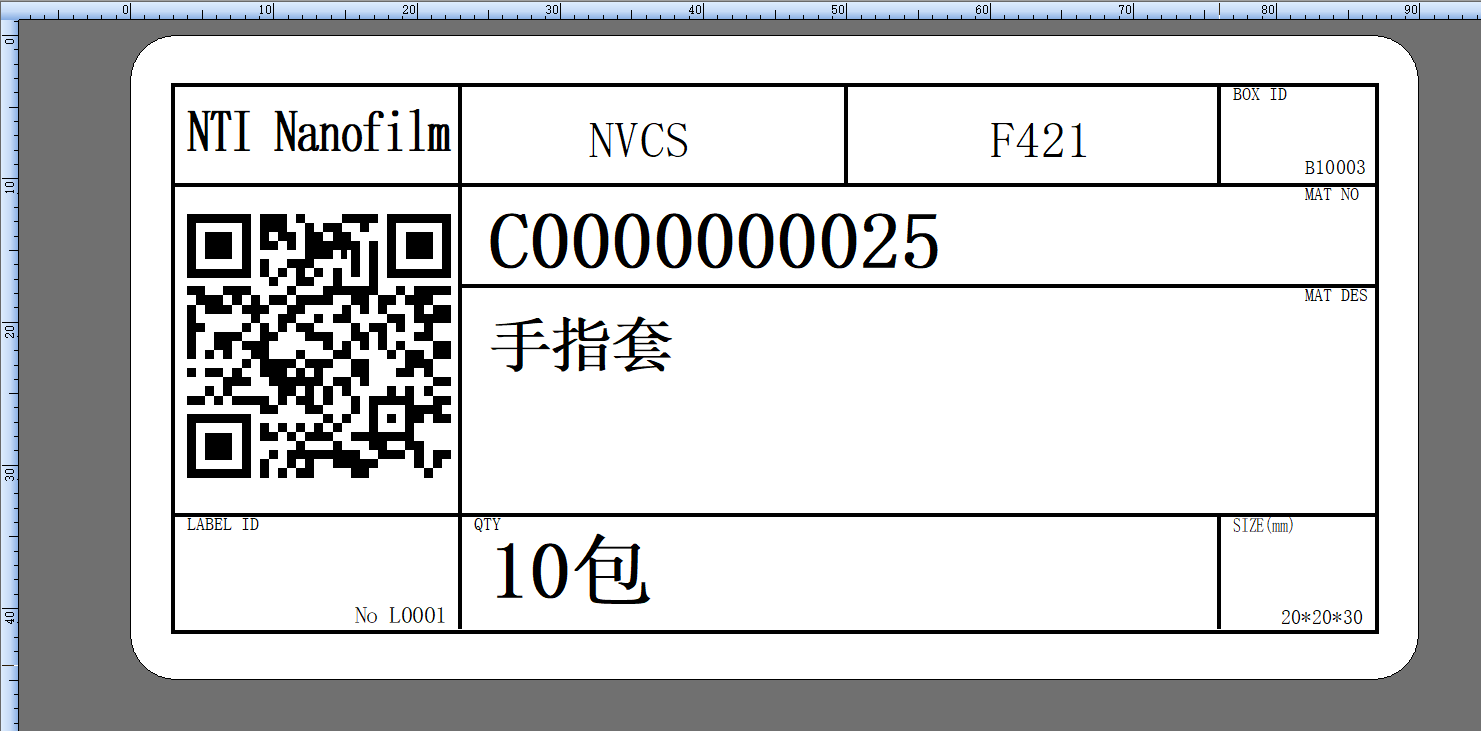 0 10 20 30 40 50 60 70 80 90
0
10
20
30
40
NTI Nanofilm
NVCS
F421
BOX ID
B10003
MAT NO
C0000000025
MAT DES
手指套
LABEL ID
No L0001
QTY
10包
SIZE(mm)
20*20*30